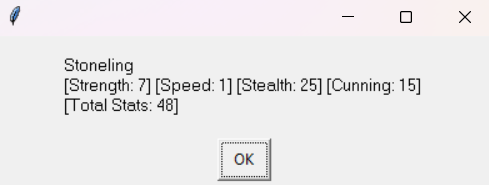 Stoneling
[Strength: 7] [Speed: 1] [Stealth: 25] [Cunning: 15]
[Total Stats: 48]
OK